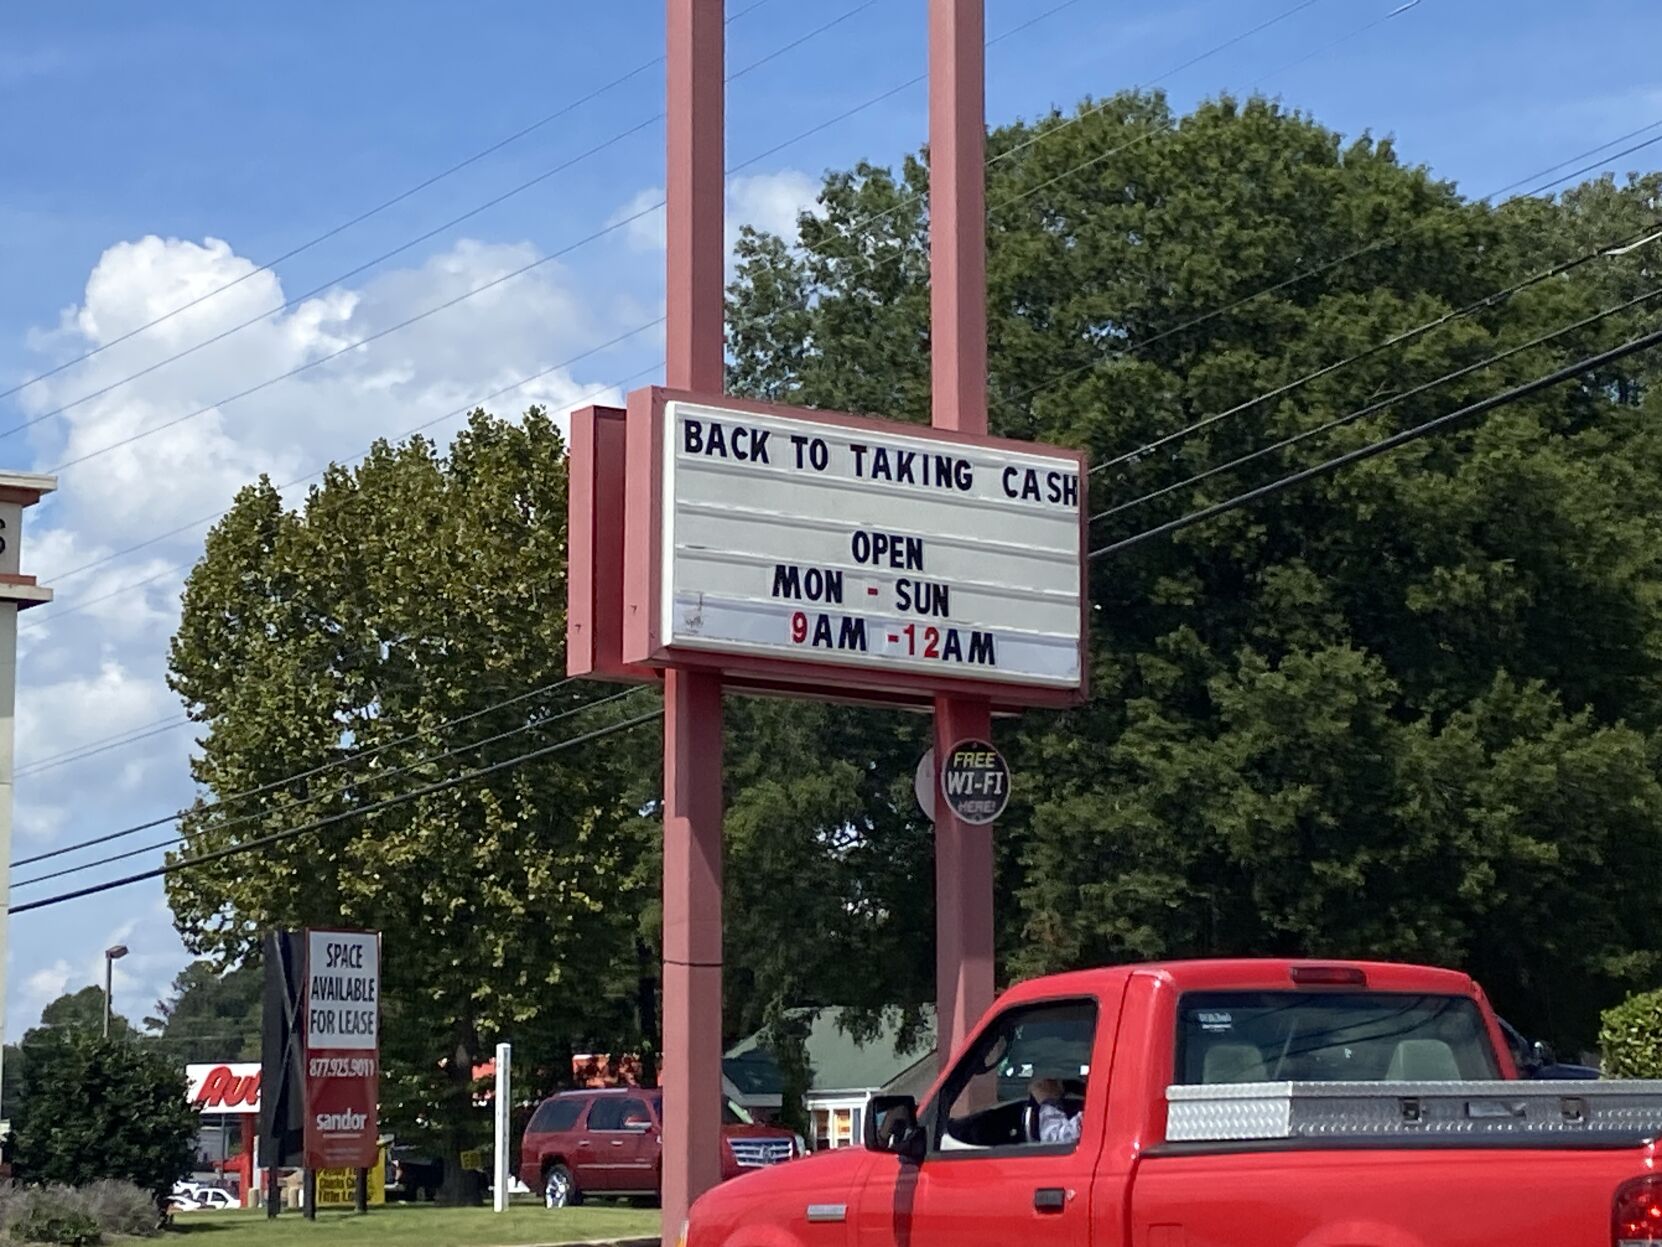 BACK TO TAKING CASH
OPEN
MON - SUN
9AM -12AM
FREE
WI-FI
HERE!
SPACE
AVAILABLE
FOR LEASE
877.925.9011
sandor